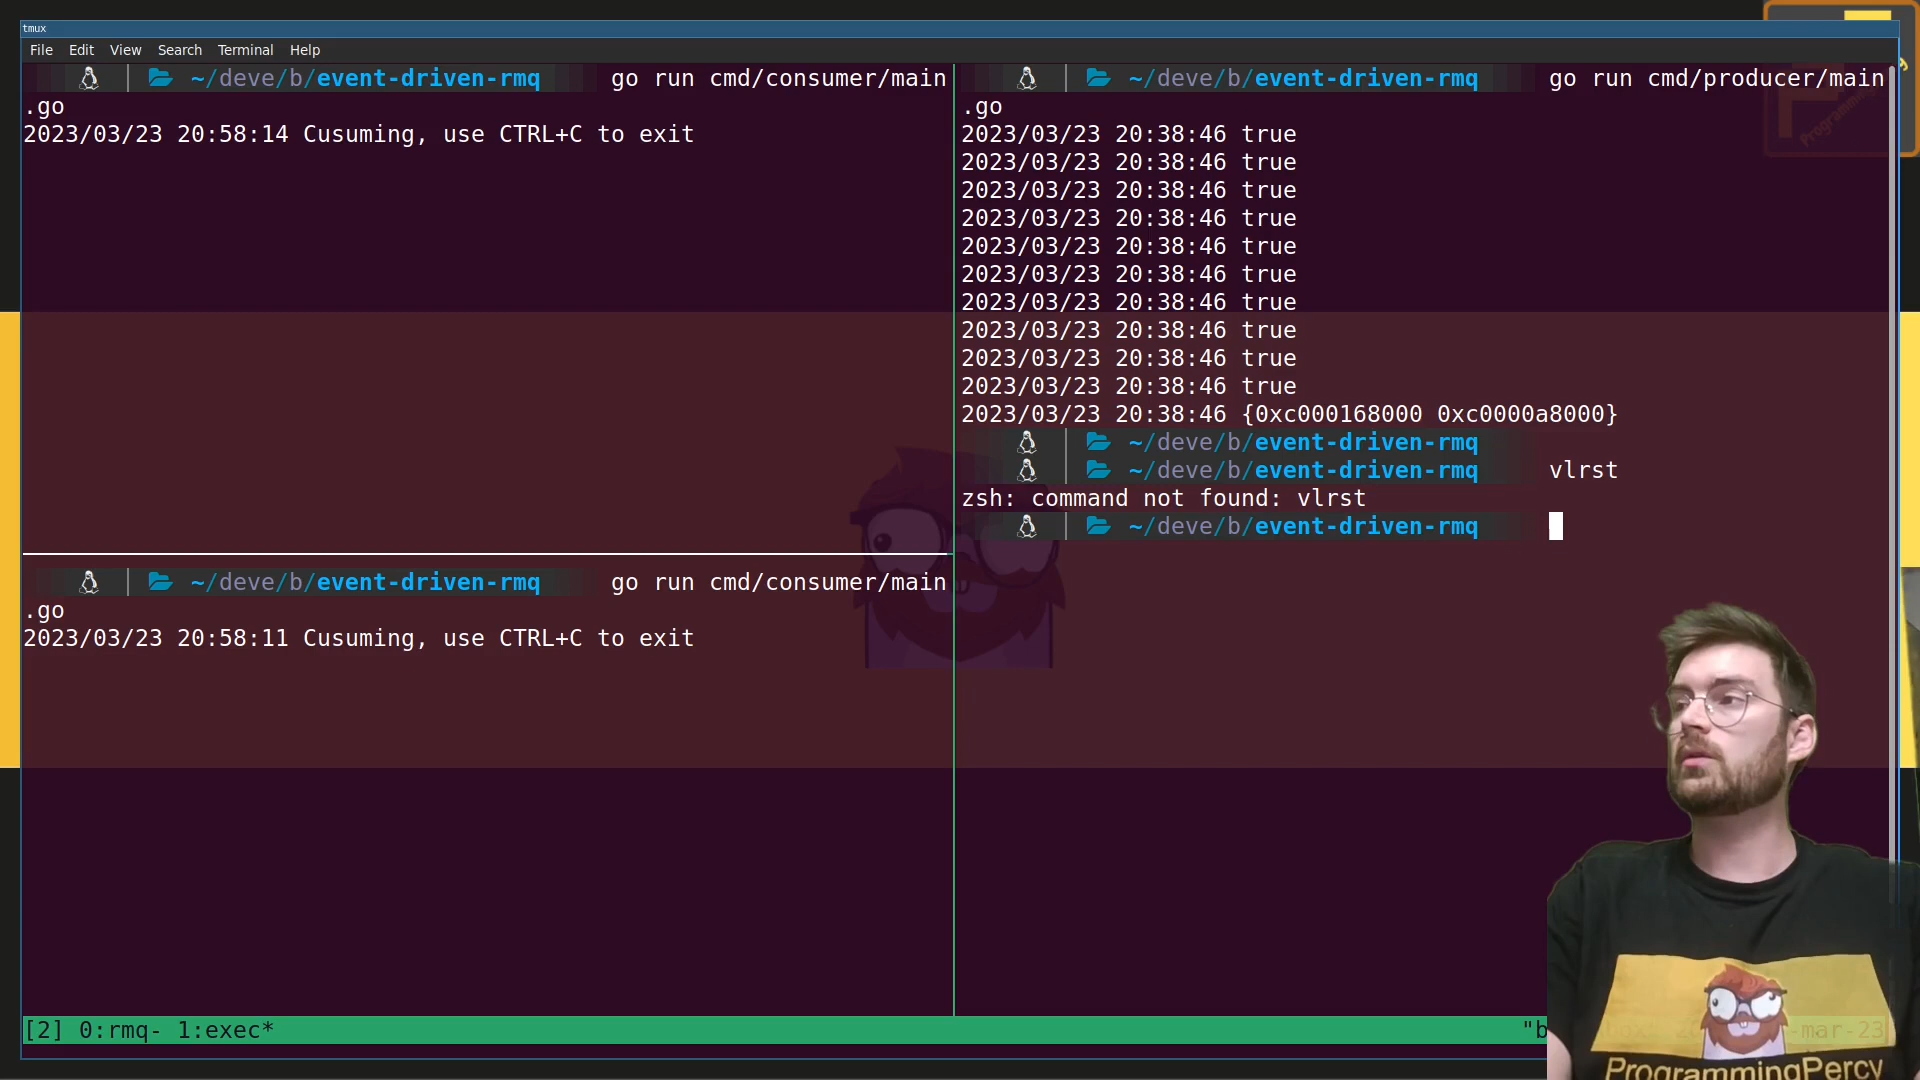 tmux
File Edit View Search Terminal Help
~/deve/b/event-driven-rmq go run cmd/consumer/main
.go
2023/03/23 20:58:14 Cusuming, use CTRL+C to exit
~/deve/b/event-driven-rmq go run cmd/consumer/main
.go
2023/03/23 20:58:11 Cusuming, use CTRL+C to exit
~/deve/b/event-driven-rmq go run cmd/producer/main
.go
2023/03/23 20:38:46 true
2023/03/23 20:38:46 true
2023/03/23 20:38:46 true
2023/03/23 20:38:46 true
2023/03/23 20:38:46 true
2023/03/23 20:38:46 true
2023/03/23 20:38:46 true
2023/03/23 20:38:46 true
2023/03/23 20:38:46 true
2023/03/23 20:38:46 true
2023/03/23 20:38:46 {0xc000168000 0xc0000a8000}
~/deve/b/event-driven-rmq
~/deve/b/event-driven-rmq vlrst
zsh: command not found: vlrst
~/deve/b/event-driven-rmq
[2] 0:rmq- 1:exec* "b -mar-23
ProgrammingPercy